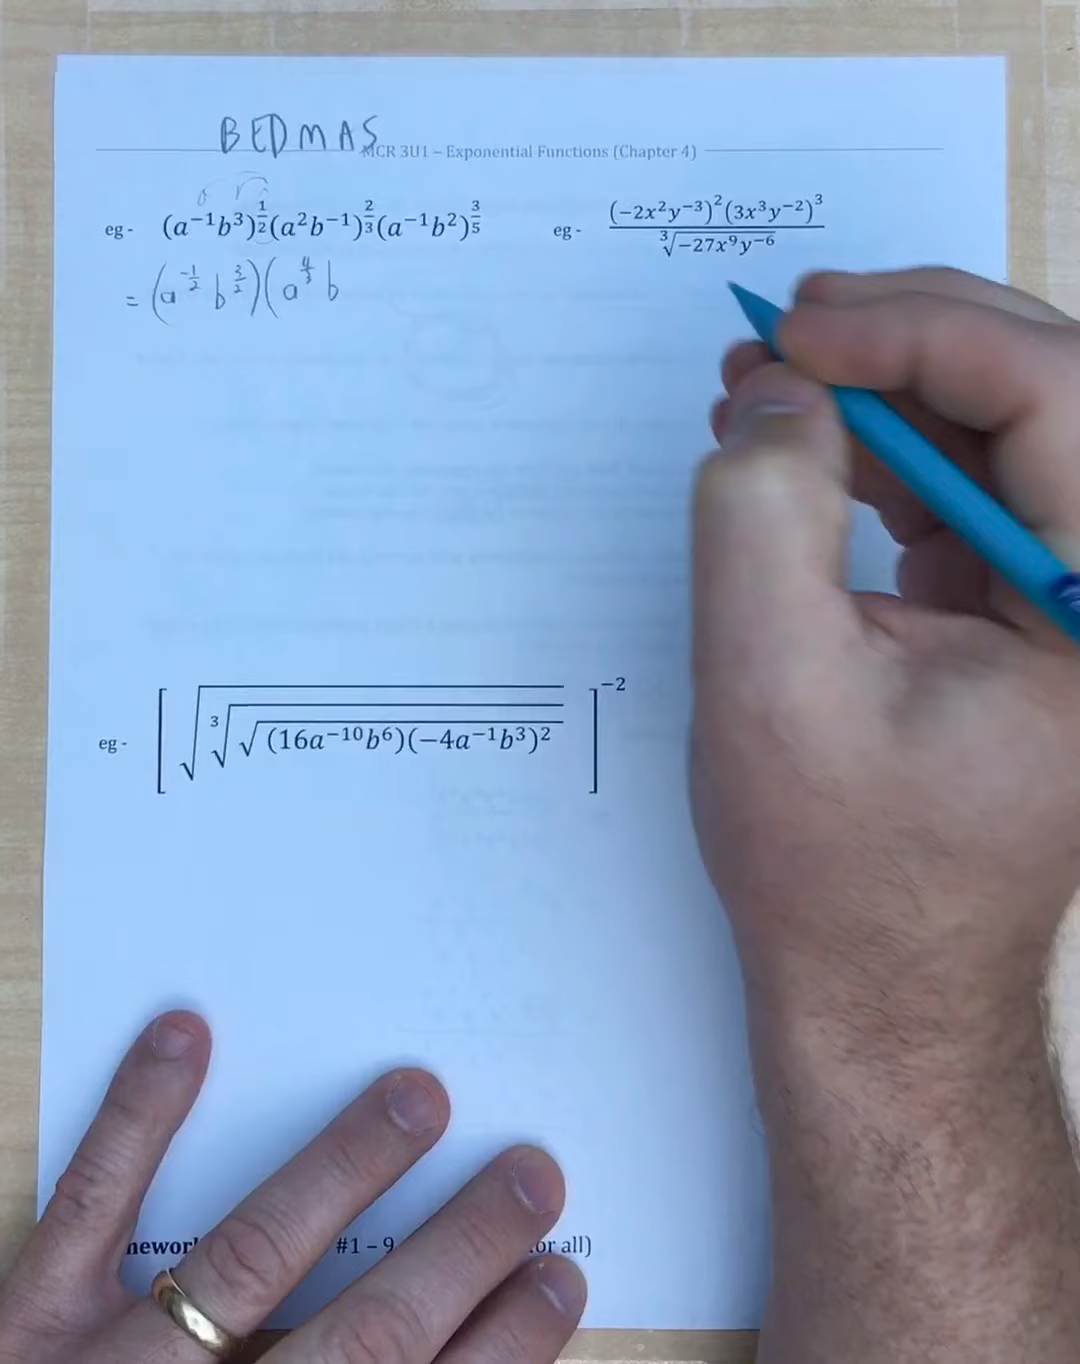 BEDMAS
MCR 3U1 – Exponential Functions (Chapter 4)
eg - (a⁻¹b³)^(1/2)(a²b⁻¹)^(2/3)(a⁻¹b²)^(3/5)
= (a^(-1/2) b^(3/2))(a^(4/3) b
eg - (−2x²y⁻³)²(3x³y⁻²)³ / ∛(−27x⁹y⁻⁶)
eg - [√(∛(√((16a⁻¹⁰b⁶)(−4a⁻¹b³)²)))]⁻²
#1 – 9 all)